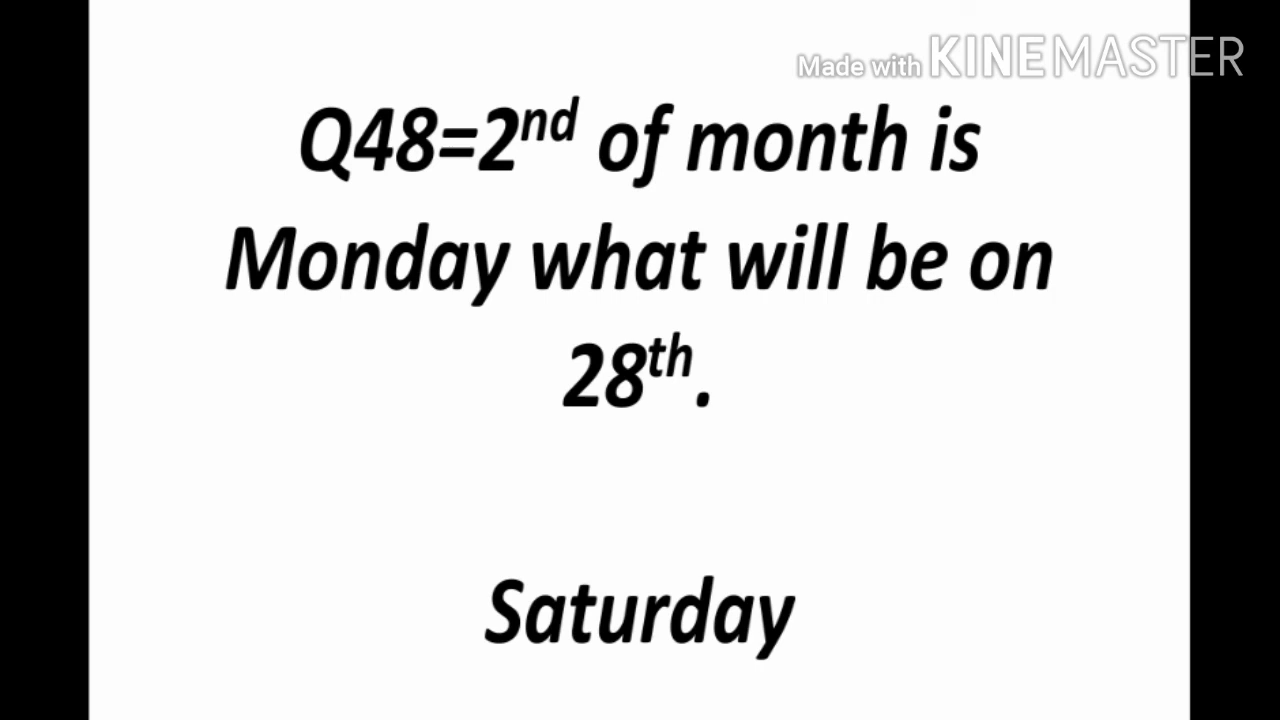 Made with KINEMASTER
Q48=2nd of month is
Monday what will be on
28th.
Saturday